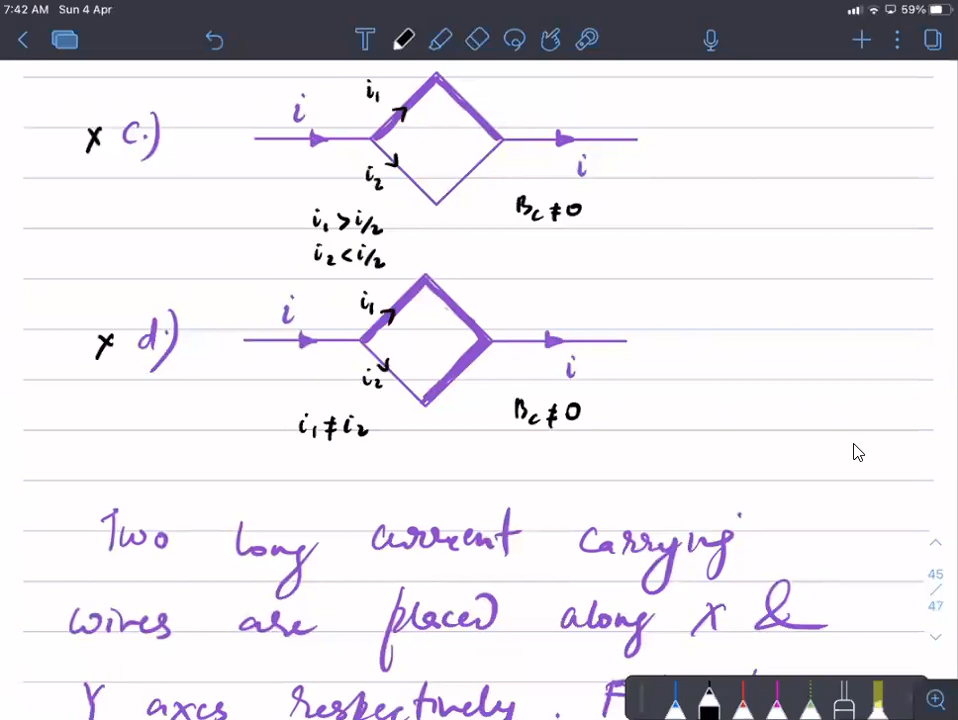 7:42 AM Sun 4 Apr
59%
T
i₁
i
x c.)
i₂
i
B_c ≠ 0
i₁ > i/2
i₂ < i/2
i₁
i
x d.)
i₂
i
B_c ≠ 0
i₁ ≠ i₂
Two long current carrying
45
/
47
wires are placed along X &
Y axes respectively.